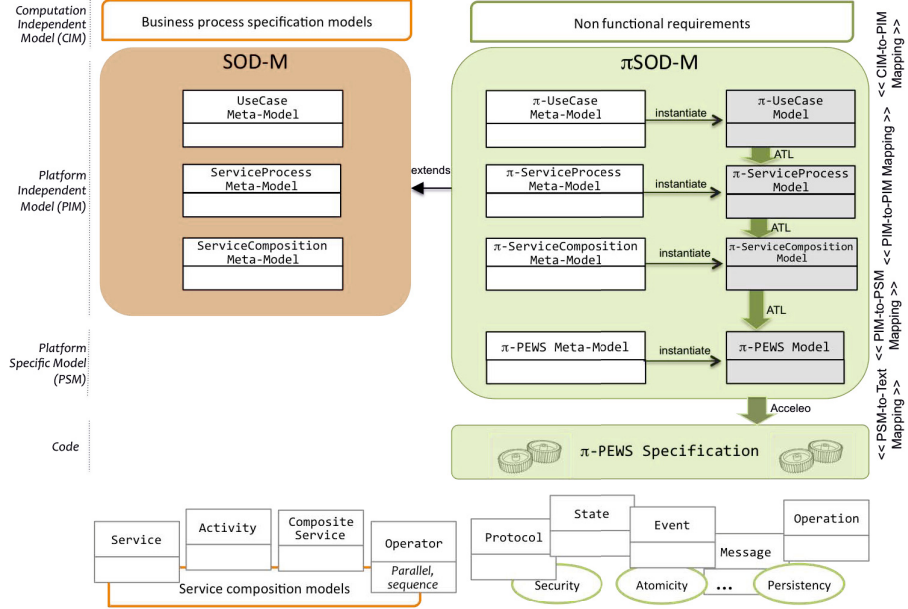 Computation
Independent
Model (CIM)
Business process specification models
Non functional requirements
<< CIM-to-PIM
Mapping >>
SOD-M
πSOD-M
Platform
Independent
Model (PIM)
UseCase
Meta-Model
ServiceProcess
Meta-Model
ServiceComposition
Meta-Model
extends
π-UseCase
Meta-Model
instantiate
π-UseCase
Model
ATL
π-ServiceProcess
Meta-Model
instantiate
π-ServiceProcess
Model
ATL
π-ServiceComposition
Meta-Model
instantiate
π-ServiceComposition
Model
ATL
<< PIM-to-PIM Mapping >>
Platform
Specific Model
(PSM)
π-PEWS Meta-Model
instantiate
π-PEWS Model
<< PIM-to-PSM
Mapping >>
Acceleo
Code
π-PEWS Specification
<< PSM-to-Text
Mapping >>
Service
Activity
Composite
Service
Operator
Parallel,
sequence
Service composition models
Protocol
State
Event
Message
Operation
Security
Atomicity
...
Persistency